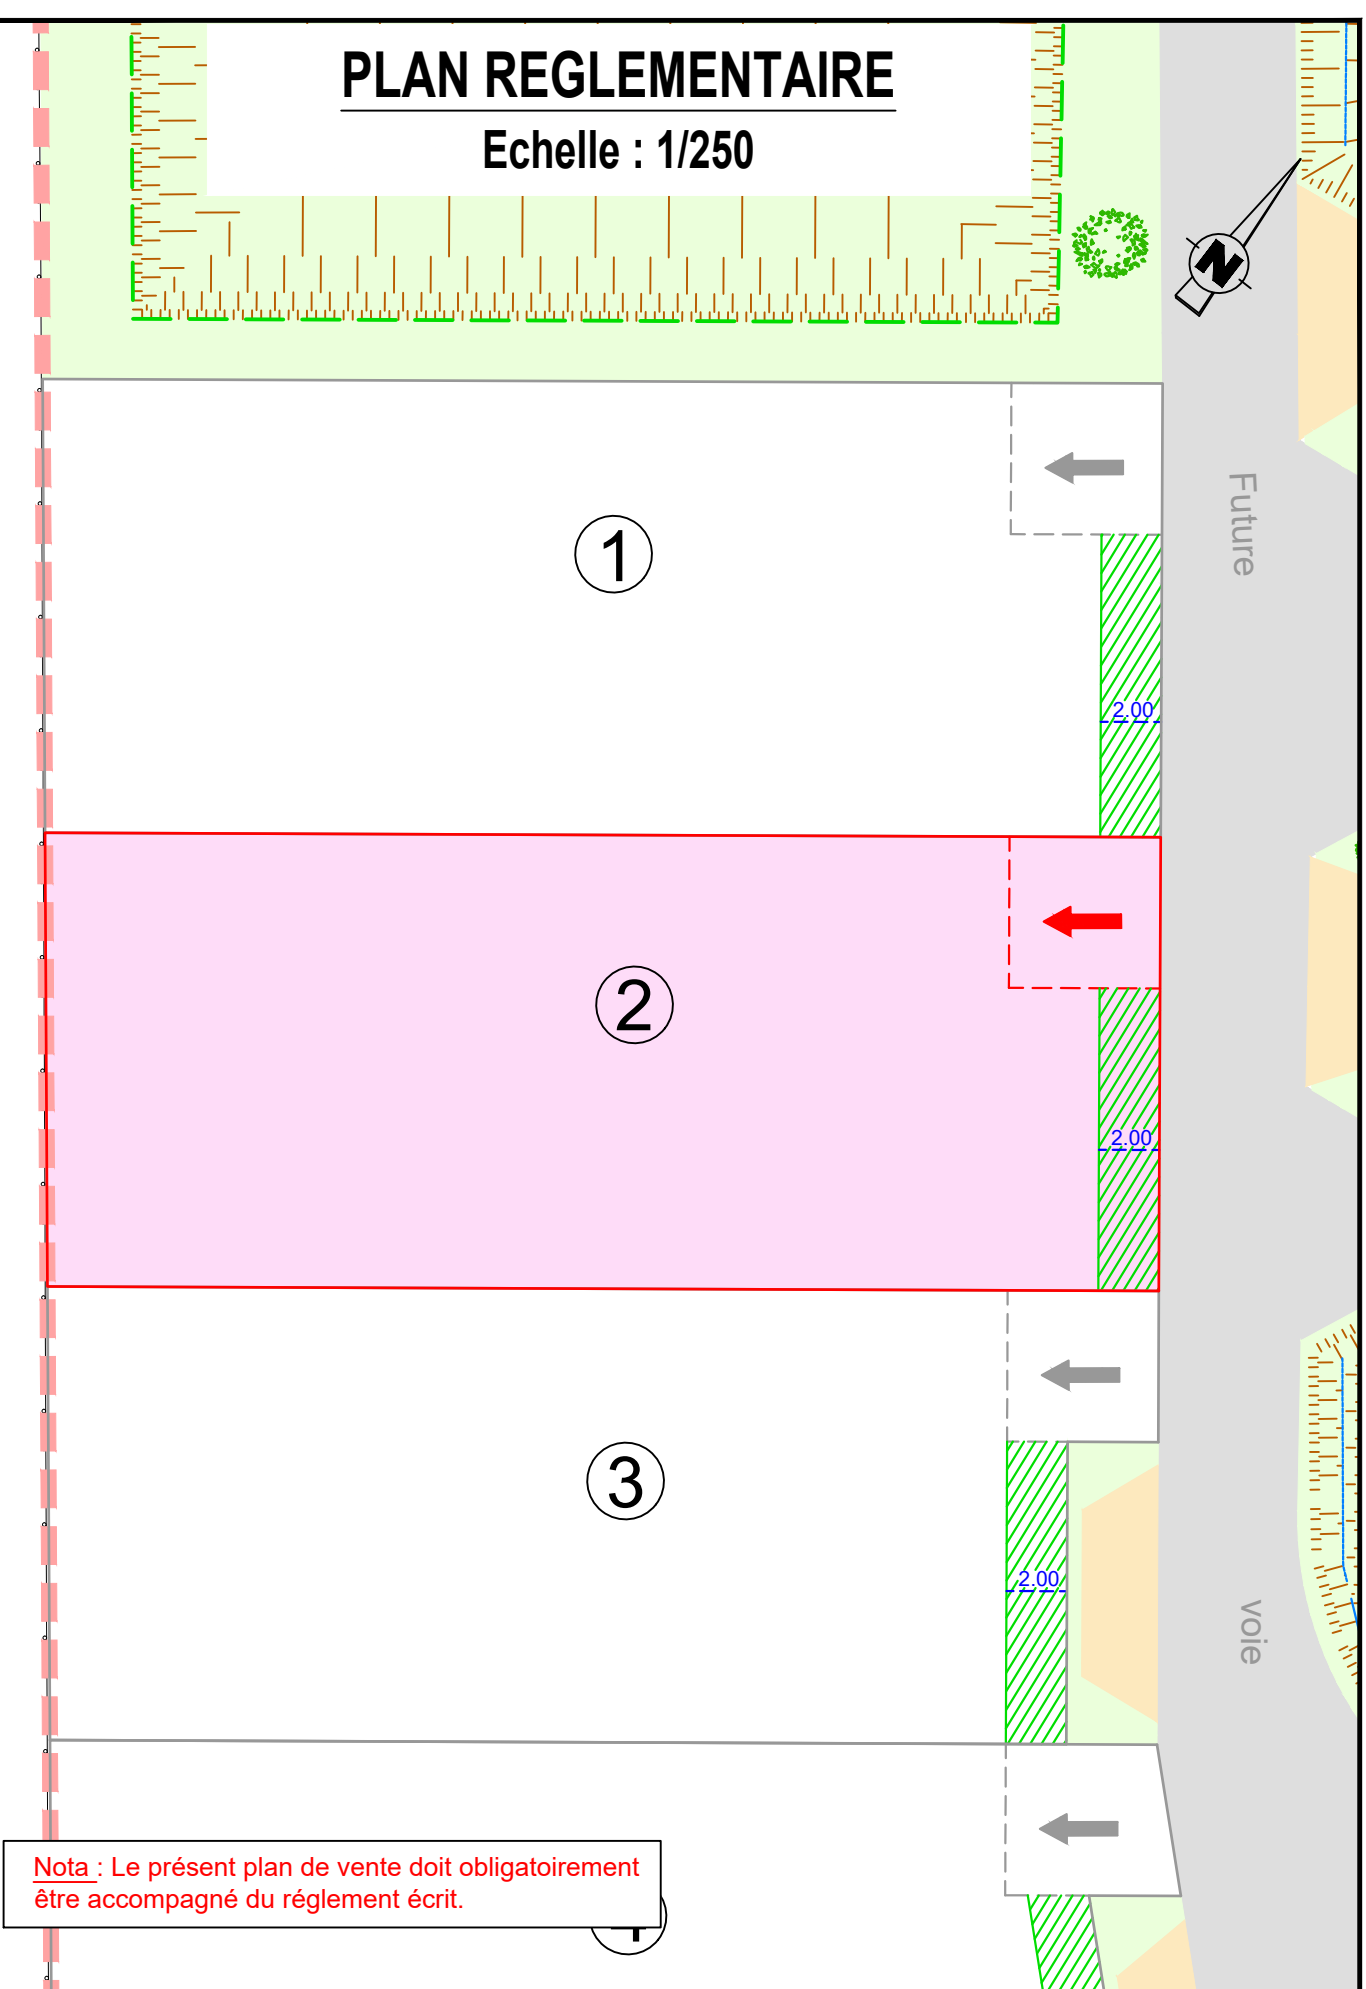 PLAN REGLEMENTAIRE
Echelle : 1/250
N
Future
1
2.00
2
2.00
3
2.00
voie
Nota : Le présent plan de vente doit obligatoirement
être accompagné du réglement écrit.
4